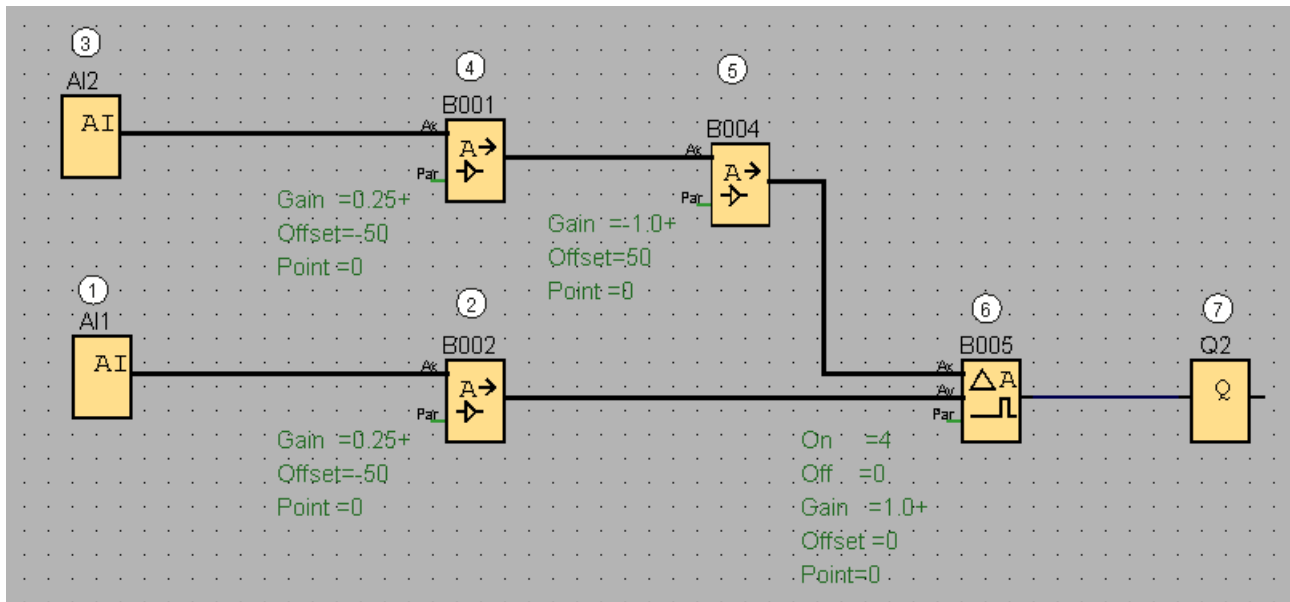 3
AI2
AI
4
B001
Ax
A
Par
Gain =0.25+
Offset=-50
Point =0
5
B004
Ax
A
Par
Gain =-1.0+
Offset=50
Point =0
1
AI1
AI
2
B002
Ax
A
Par
Gain =0.25+
Offset=-50
Point =0
6
B005
Ax
A
Ay
Par
On =4
Off =0
Gain =1.0+
Offset =0
Point=0
7
Q2
Q